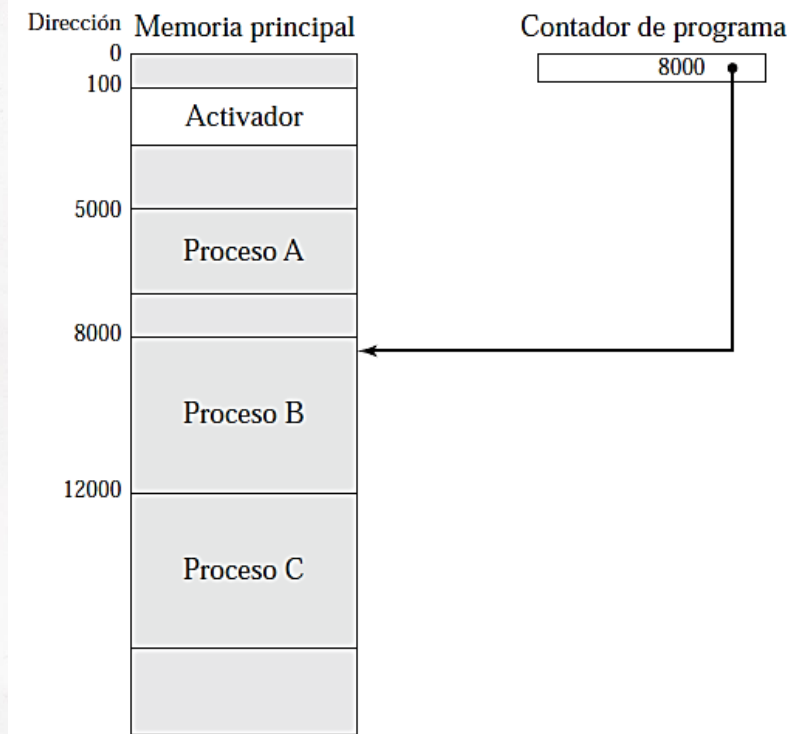 Dirección Memoria principal
Contador de programa
0
8000
100
Activador
5000
Proceso A
8000
Proceso B
12000
Proceso C